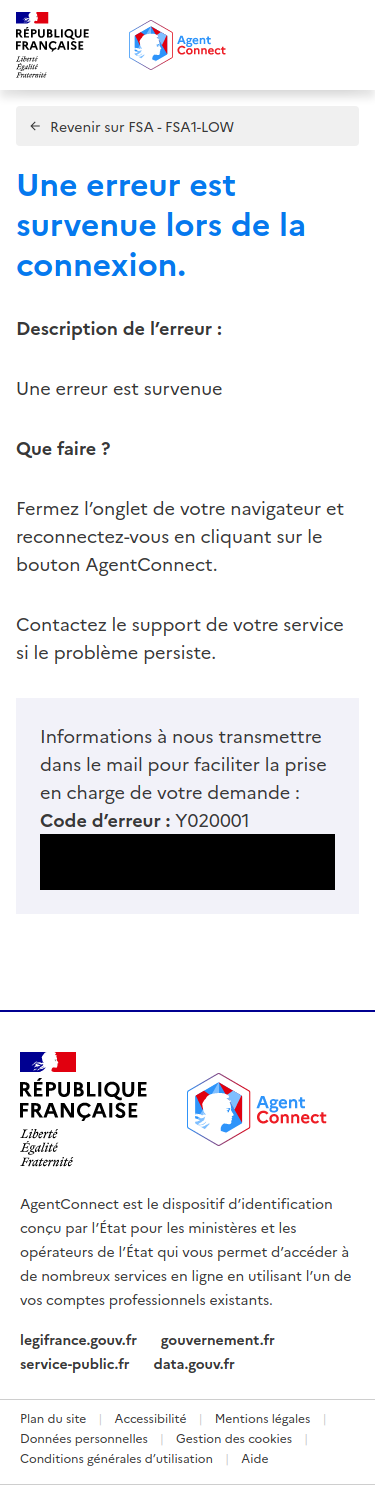 RÉPUBLIQUE
FRANÇAISE
Liberté
Égalité
Fraternité
Agent
Connect
← Revenir sur FSA - FSA1-LOW
Une erreur est
survenue lors de la
connexion.
Description de l’erreur :
Une erreur est survenue
Que faire ?
Fermez l’onglet de votre navigateur et
reconnectez-vous en cliquant sur le
bouton AgentConnect.
Contactez le support de votre service
si le problème persiste.
Informations à nous transmettre
dans le mail pour faciliter la prise
en charge de votre demande :
Code d’erreur : Y020001
RÉPUBLIQUE
FRANÇAISE
Liberté
Égalité
Fraternité
Agent
Connect
AgentConnect est le dispositif d’identification
conçu par l’État pour les ministères et les
opérateurs de l’État qui vous permet d’accéder à
de nombreux services en ligne en utilisant l’un de
vos comptes professionnels existants.
legifrance.gouv.fr gouvernement.fr
service-public.fr data.gouv.fr
Plan du site | Accessibilité | Mentions légales |
Données personnelles | Gestion des cookies |
Conditions générales d’utilisation | Aide